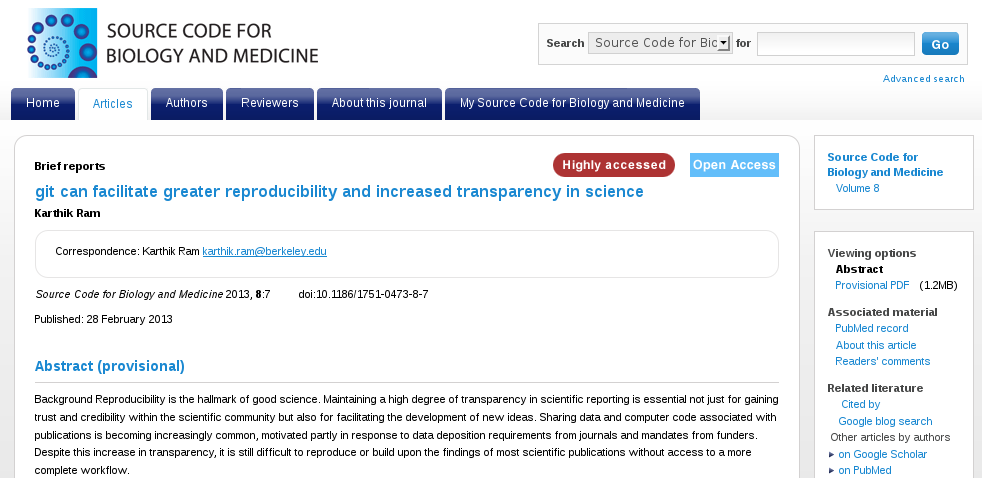 SOURCE CODE FOR
BIOLOGY AND MEDICINE
Search Source Code for Bio for Go
Advanced search
Home Articles Authors Reviewers About this journal My Source Code for Biology and Medicine
Brief reports
Highly accessed Open Access
git can facilitate greater reproducibility and increased transparency in science
Karthik Ram
Correspondence: Karthik Ram karthik.ram@berkeley.edu
Source Code for Biology and Medicine 2013, 8:7 doi:10.1186/1751-0473-8-7
Published: 28 February 2013
Abstract (provisional)
Background Reproducibility is the hallmark of good science. Maintaining a high degree of transparency in scientific reporting is essential not just for gaining
trust and credibility within the scientific community but also for facilitating the development of new ideas. Sharing data and computer code associated with
publications is becoming increasingly common, motivated partly in response to data deposition requirements from journals and mandates from funders.
Despite this increase in transparency, it is still difficult to reproduce or build upon the findings of most scientific publications without access to a more
complete workflow.
Source Code for
Biology and Medicine
Volume 8
Viewing options
Abstract
Provisional PDF (1.2MB)
Associated material
PubMed record
About this article
Readers' comments
Related literature
Cited by
Google blog search
Other articles by authors
on Google Scholar
on PubMed